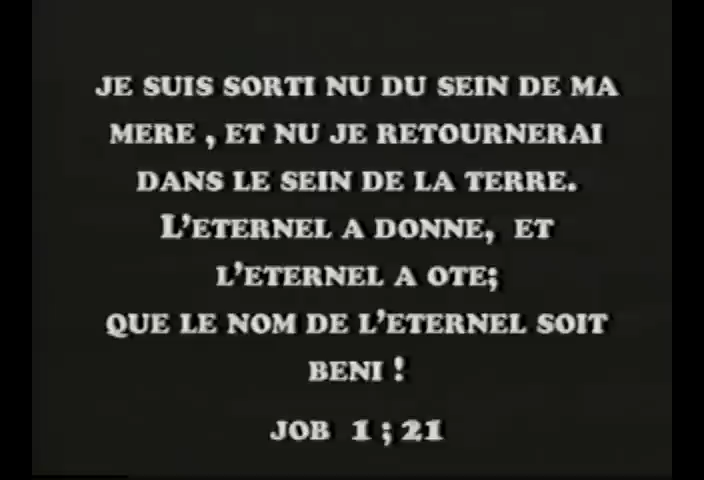 JE SUIS SORTI NU DU SEIN DE MA
MERE , ET NU JE RETOURNERAI
DANS LE SEIN DE LA TERRE.
L'ETERNEL A DONNE, ET
L'ETERNEL A OTE;
QUE LE NOM DE L'ETERNEL SOIT
BENI !
JOB 1 ; 21